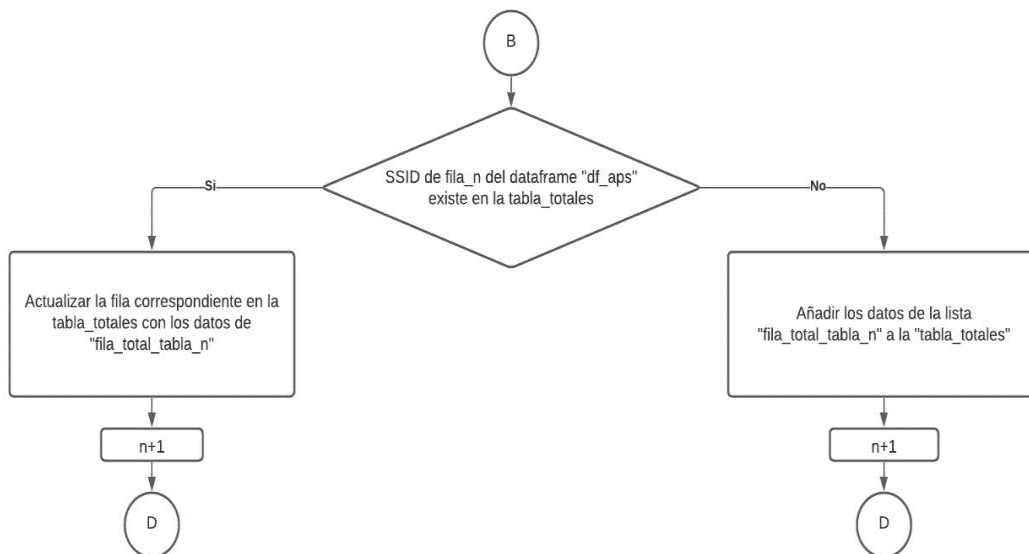 B
SSID de fila_n del dataframe "df_aps"
existe en la tabla_totales
Si
No
Actualizar la fila correspondiente en la
tabla_totales con los datos de
"fila_total_tabla_n"
Añadir los datos de la lista
"fila_total_tabla_n" a la "tabla_totales"
n+1
n+1
D
D